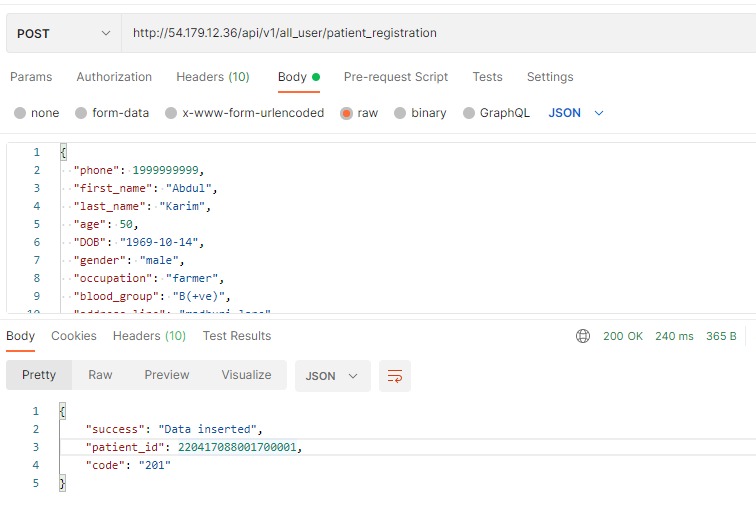 POST http://54.179.12.36/api/v1/all_user/patient_registration
Params Authorization Headers (10) Body Pre-request Script Tests Settings
none form-data x-www-form-urlencoded raw binary GraphQL JSON
1 {
2 "phone": 1999999999,
3 "first_name": "Abdul",
4 "last_name": "Karim",
5 "age": 50,
6 "DOB": "1969-10-14",
7 "gender": "male",
8 "occupation": "farmer",
9 "blood_group": "B(+ve)",
Body Cookies Headers (10) Test Results 200 OK 240 ms 365 B
Pretty Raw Preview Visualize JSON
1 {
2 "success": "Data inserted",
3 "patient_id": 220417088001700001,
4 "code": "201"
5 }